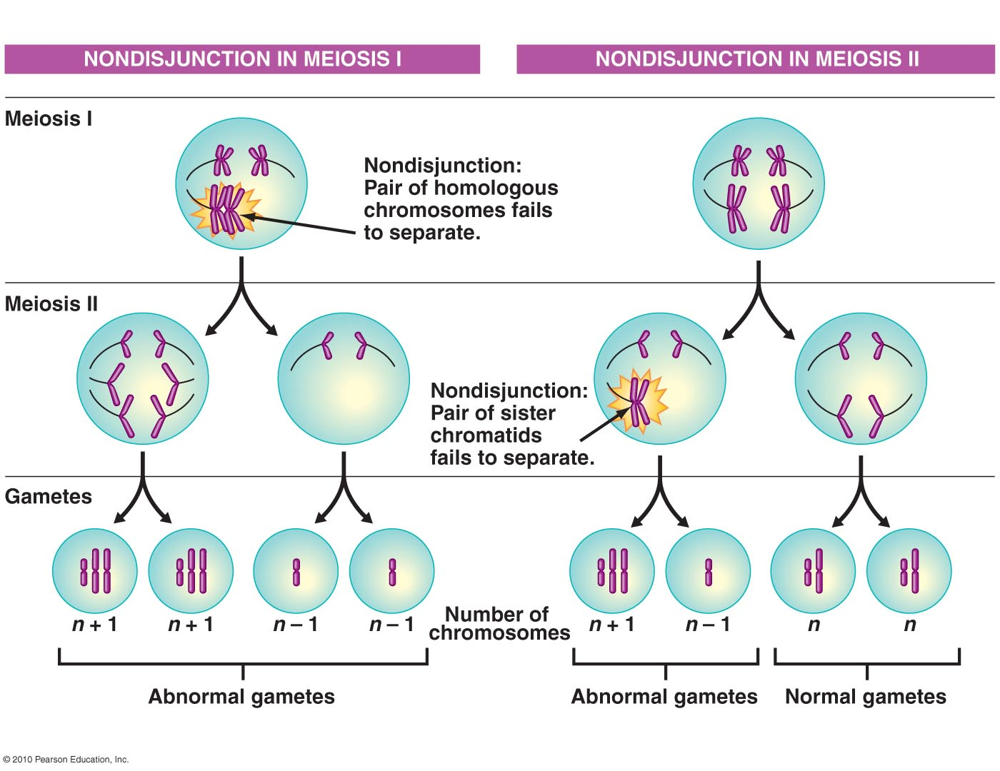 NONDISJUNCTION IN MEIOSIS I
NONDISJUNCTION IN MEIOSIS II
Meiosis I
Nondisjunction:
Pair of homologous
chromosomes fails
to separate.
Meiosis II
Nondisjunction:
Pair of sister
chromatids
fails to separate.
Gametes
n + 1
n + 1
n – 1
n – 1
Number of
chromosomes
n + 1
n – 1
n
n
Abnormal gametes
Abnormal gametes
Normal gametes
© 2010 Pearson Education, Inc.